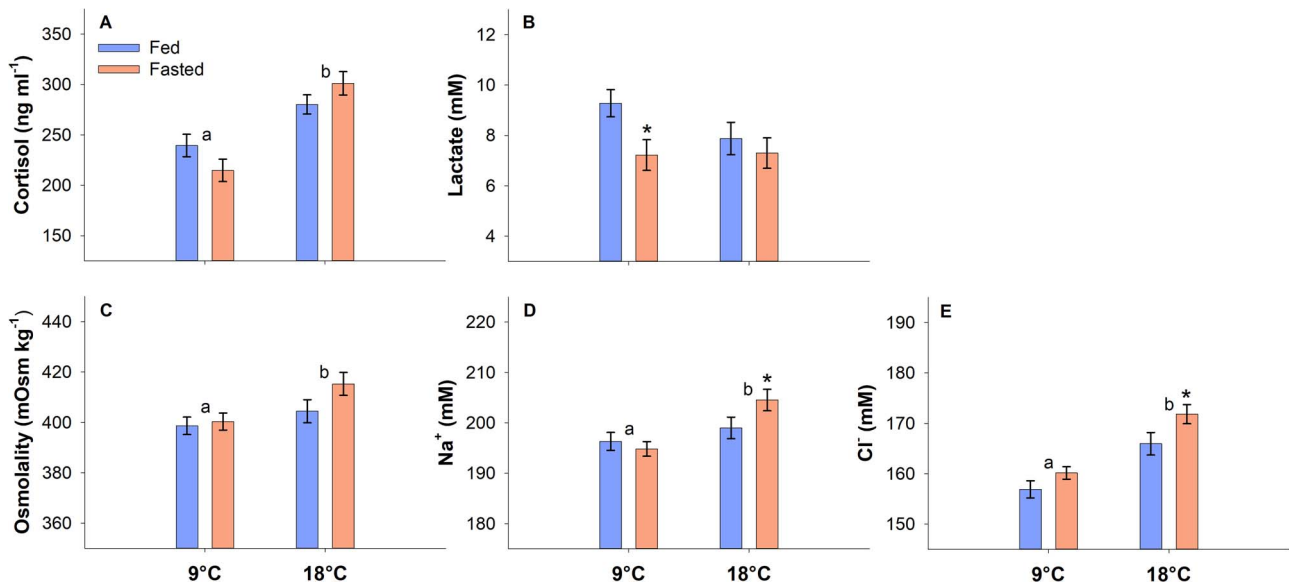 A
Cortisol (ng ml⁻¹)
350
300
250
200
150
Fed
Fasted
a
b
B
Lactate (mM)
12
10
8
6
4
*
C
Osmolality (mOsm kg⁻¹)
440
420
400
380
360
a
b
9°C
18°C
D
Na⁺ (mM)
220
210
200
190
180
a
b
*
9°C
18°C
E
Cl⁻ (mM)
190
180
170
160
150
a
b
*
9°C
18°C